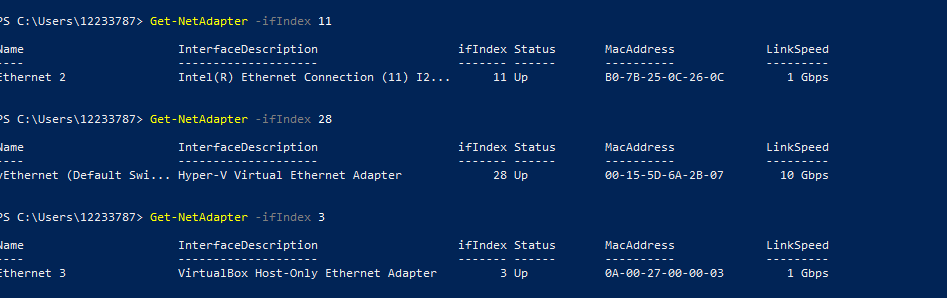 PS C:\Users\12233787> Get-NetAdapter -ifIndex 11
Name InterfaceDescription ifIndex Status MacAddress LinkSpeed
---- -------------------- ------- ------ ---------- ---------
Ethernet 2 Intel(R) Ethernet Connection (11) I2... 11 Up B0-7B-25-0C-26-0C 1 Gbps
PS C:\Users\12233787> Get-NetAdapter -ifIndex 28
Name InterfaceDescription ifIndex Status MacAddress LinkSpeed
---- -------------------- ------- ------ ---------- ---------
vEthernet (Default Swi... Hyper-V Virtual Ethernet Adapter 28 Up 00-15-5D-6A-2B-07 10 Gbps
PS C:\Users\12233787> Get-NetAdapter -ifIndex 3
Name InterfaceDescription ifIndex Status MacAddress LinkSpeed
---- -------------------- ------- ------ ---------- ---------
Ethernet 3 VirtualBox Host-Only Ethernet Adapter 3 Up 0A-00-27-00-00-03 1 Gbps